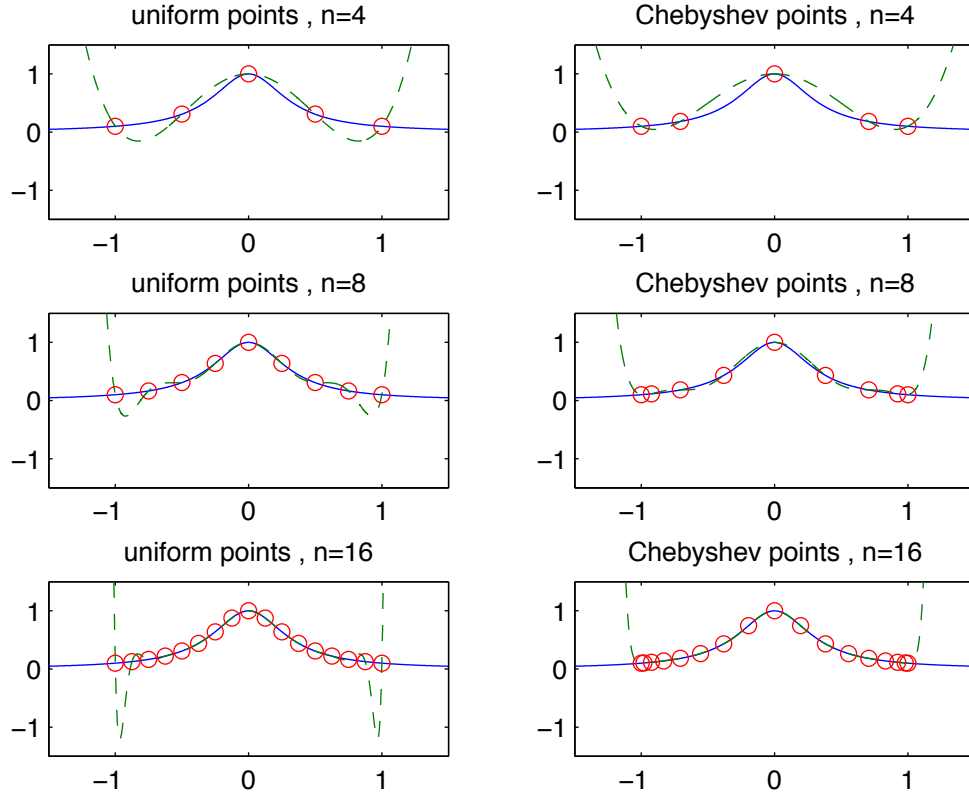 uniform points , n=4
1
0
−1
−1 0 1
Chebyshev points , n=4
1
0
−1
−1 0 1
uniform points , n=8
1
0
−1
−1 0 1
Chebyshev points , n=8
1
0
−1
−1 0 1
uniform points , n=16
1
0
−1
−1 0 1
Chebyshev points , n=16
1
0
−1
−1 0 1